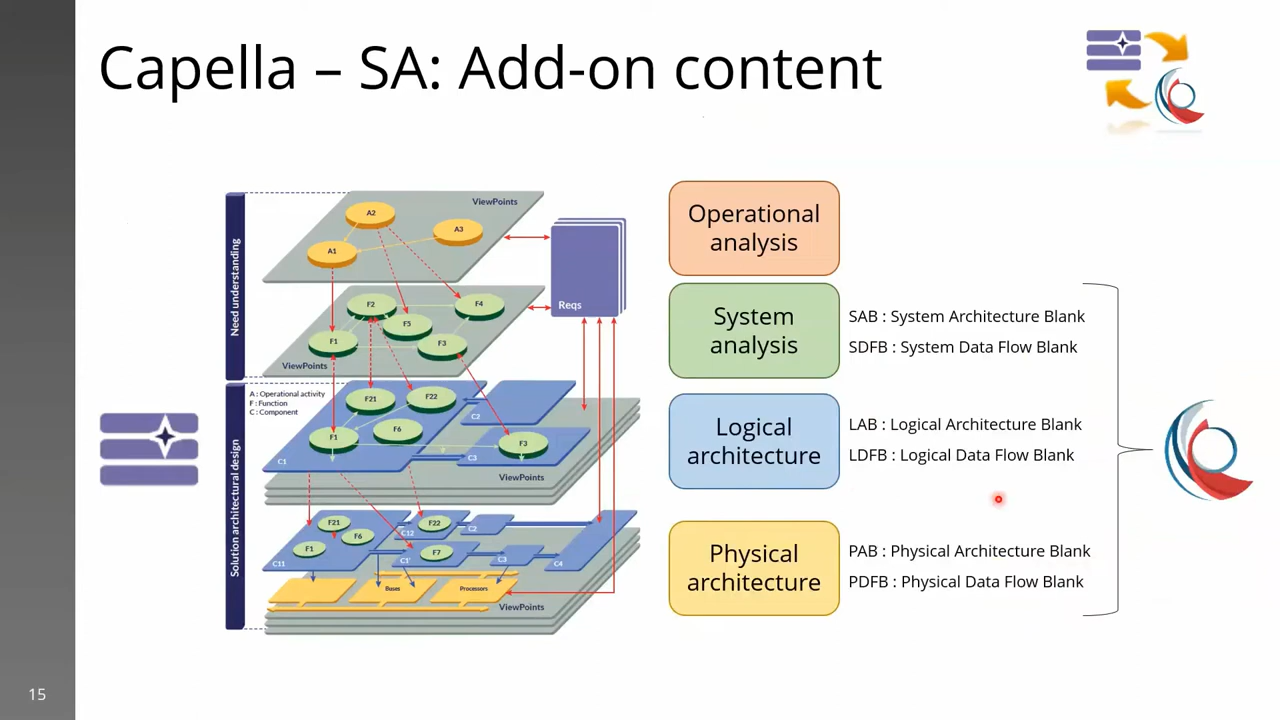 Capella – SA: Add-on content
Need understanding
ViewPoints
A2
A3
A1
Reqs
F2
F4
F5
F1
F3
ViewPoints
Solution architectural design
A : Operational activity
F : Function
C : Component
F21
F22
C2
F6
F1
F3
C1
C3
ViewPoints
F21
F22
C12
C2
F6
F1
F7
C11
C1'
C3
C4
Buses
Processors
ViewPoints
Operational
analysis
System
analysis
SAB : System Architecture Blank
SDFB : System Data Flow Blank
Logical
architecture
LAB : Logical Architecture Blank
LDFB : Logical Data Flow Blank
Physical
architecture
PAB : Physical Architecture Blank
PDFB : Physical Data Flow Blank
15